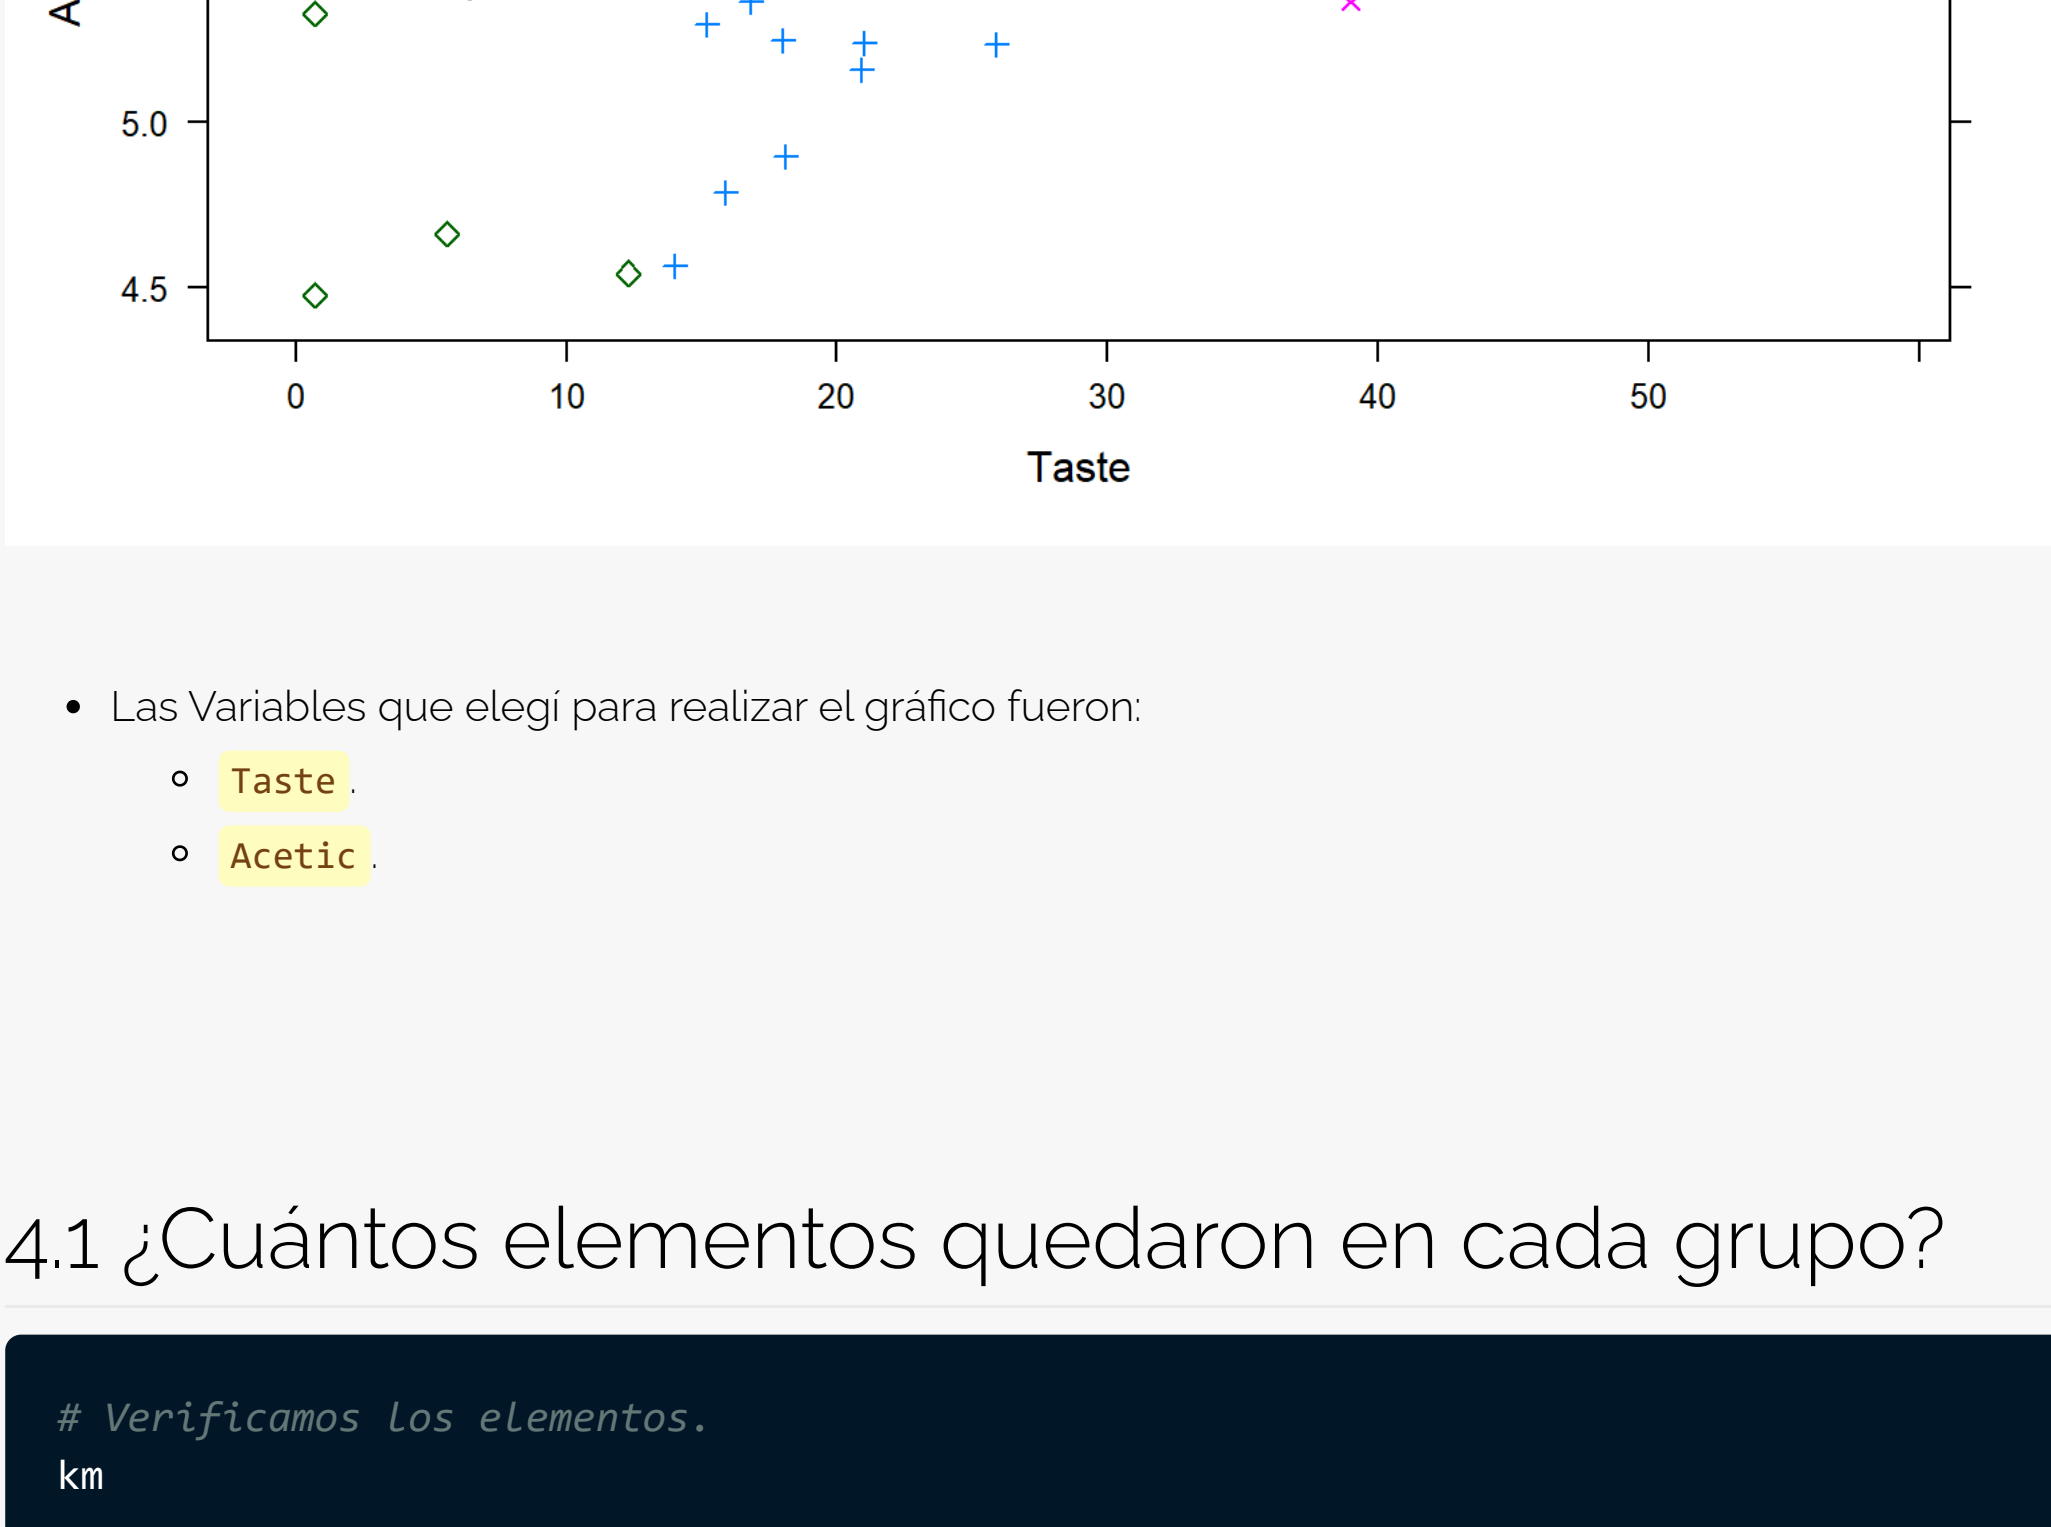 A
5.0
4.5
0 10 20 30 40 50
Taste
Las Variables que elegí para realizar el gráfico fueron:
Taste.
Acetic.
4.1 ¿Cuántos elementos quedaron en cada grupo?
# Verificamos los elementos.
km